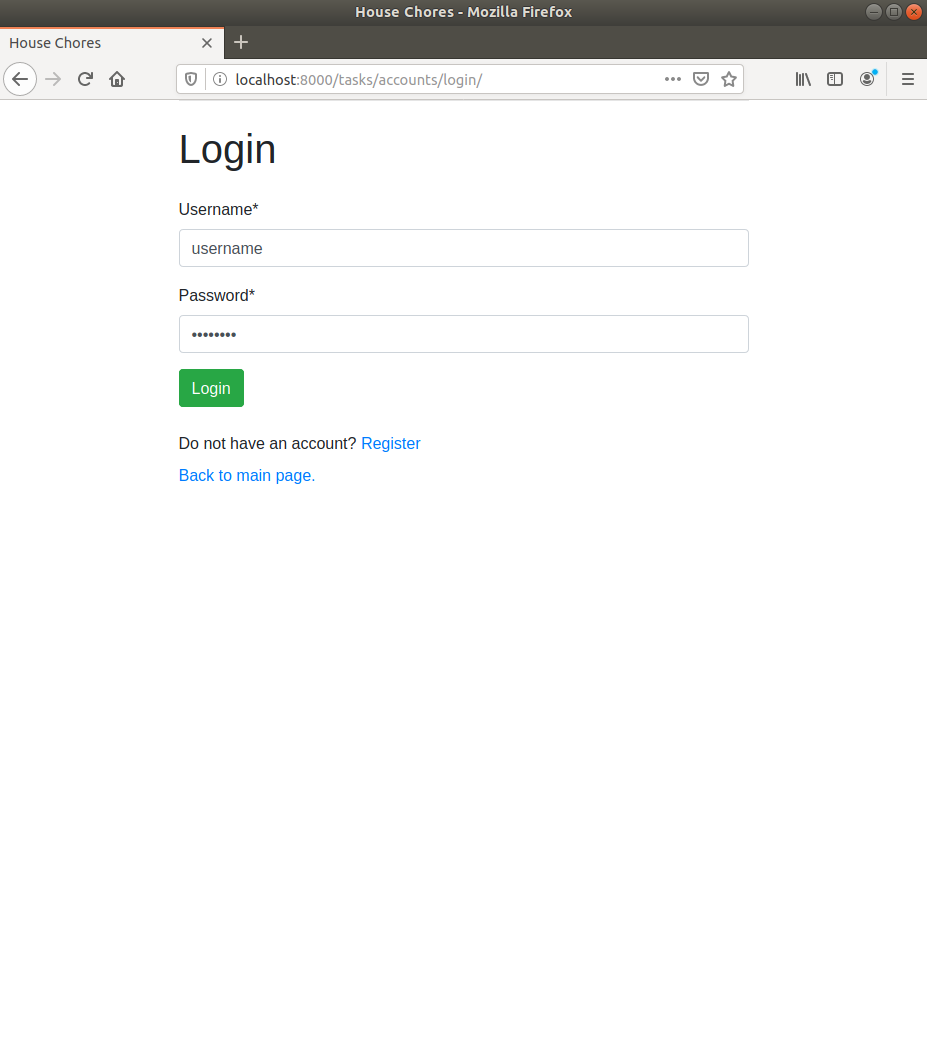 House Chores - Mozilla Firefox
House Chores
localhost:8000/tasks/accounts/login/
Login
Username*
username
Password*
••••••••
Login
Do not have an account? Register
Back to main page.